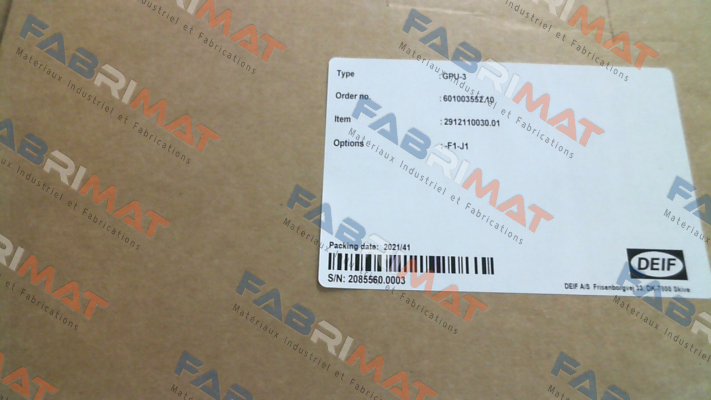 Type : GPU-3
Order no. : 601003552.10
Item : 2912110030.01
Options : -F1-J1
Packing date: 2021/41
S/N: 2085560.0003
DEIF
DEIF A/S Frisenborgvej 33, DK-7800 Skive
FABRIMAT
Matériaux Industriel et Fabrications